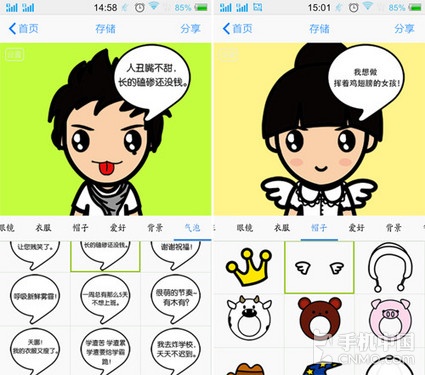 14:58
85%
首页
存储
分享
人丑嘴不甜，
长的磕碜还没钱。
眼镜
衣服
帽子
爱好
背景
气泡
让您贱笑了。
长的磕碜还没钱。
谢谢祝福！
呼吸新鲜雾霾！
一周总有那么5天
不想上班。
很萌的节奏~
有木有？
天圆！
我的衣服又瘦了。
学渣苦 学渣累
学渣要给学霸
跪！
我去炸学校，
天天不迟到。
15:01
85%
首页
存储
分享
我想做
挥着鸡翅膀的女孩！
眼镜
衣服
帽子
爱好
背景
手机中国
CNMO.COM